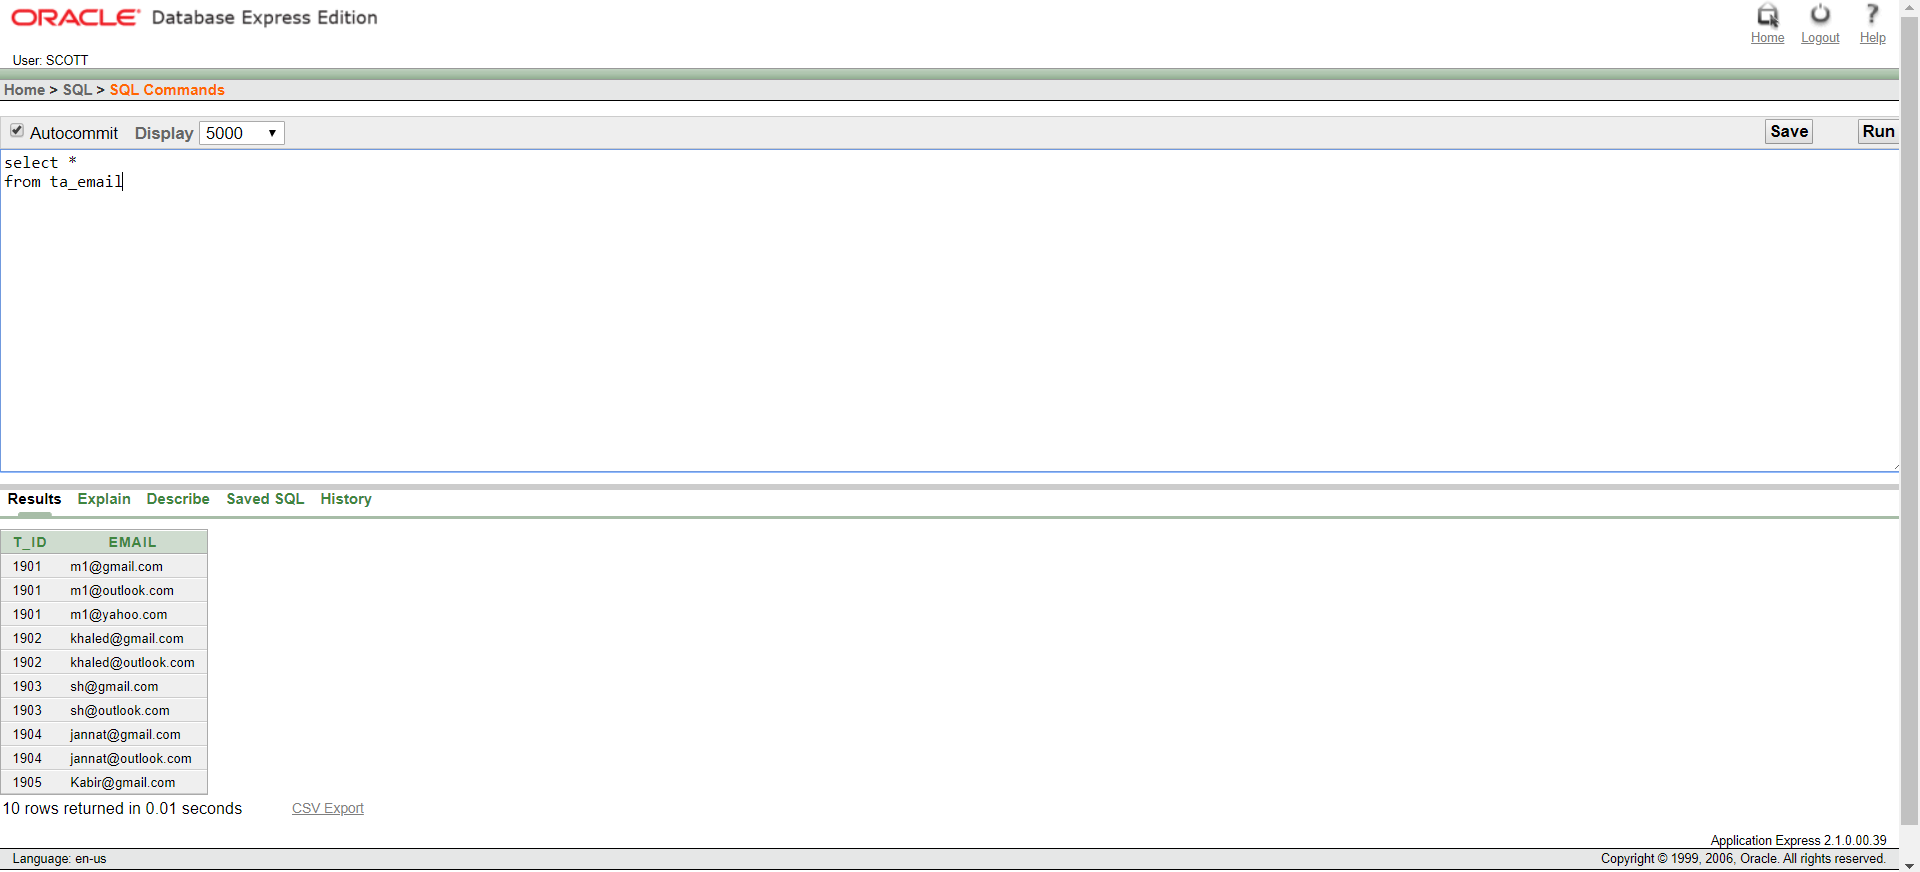 ORACLE Database Express Edition
Home Logout Help
User: SCOTT
Home > SQL > SQL Commands
Autocommit Display 5000 Save Run
select *
from ta_email
Results Explain Describe Saved SQL History
T_ID EMAIL
1901 m1@gmail.com
1901 m1@outlook.com
1901 m1@yahoo.com
1902 khaled@gmail.com
1902 khaled@outlook.com
1903 sh@gmail.com
1903 sh@outlook.com
1904 jannat@gmail.com
1904 jannat@outlook.com
1905 Kabir@gmail.com
10 rows returned in 0.01 seconds CSV Export
Application Express 2.1.0.00.39
Language: en-us Copyright © 1999, 2006, Oracle. All rights reserved.